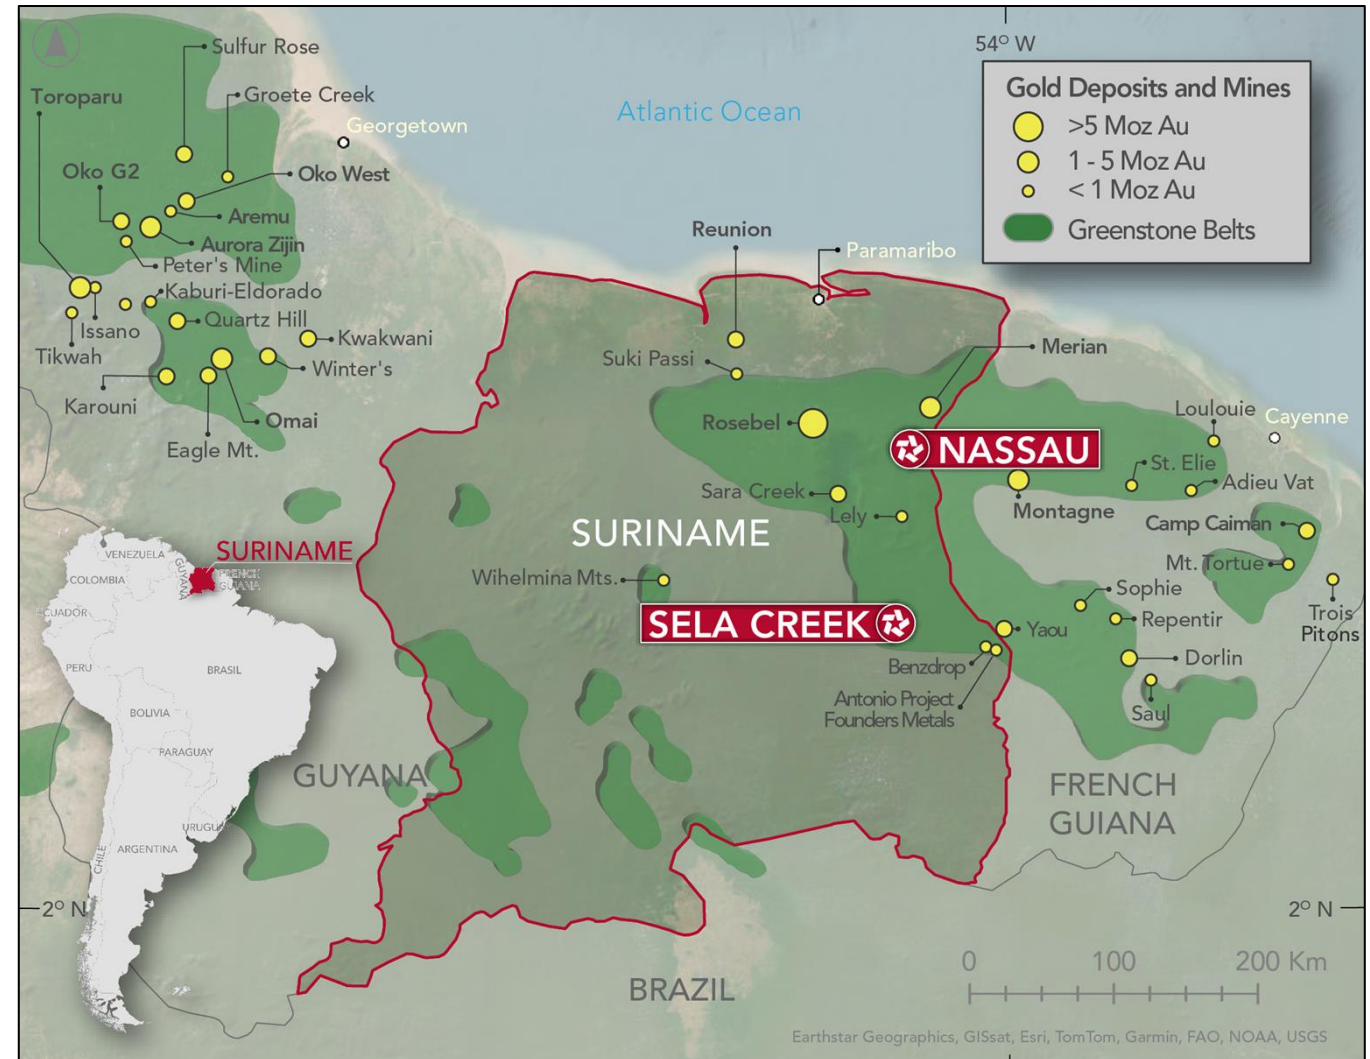 54° W
Gold Deposits and Mines
>5 Moz Au
1 - 5 Moz Au
< 1 Moz Au
Greenstone Belts
Atlantic Ocean
Sulfur Rose
Toroparu
Groete Creek
Georgetown
Oko G2
Oko West
Aremu
Aurora Zijin
Peter's Mine
Kaburi-Eldorado
Issano
Quartz Hill
Tikwah
Kwakwani
Winter's
Karouni
Omai
Eagle Mt.
Reunion
Paramaribo
Suki Passi
Merian
Rosebel
NASSAU
Loulouie
Cayenne
St. Elie
Adieu Vat
Sara Creek
Lely
Montagne
Camp Caiman
SURINAME
Mt. Tortue
Wihelmina Mts.
Sophie
Trois
Pitons
SELA CREEK
Yaou
Repentir
Benzdrop
Dorlin
Antonio Project
Founders Metals
Saul
GUYANA
FRENCH
GUIANA
BRAZIL
SURINAME
VENEZUELA
GUYANA
FRENCH
GUIANA
COLOMBIA
ECUADOR
PERU
BRASIL
BOLIVIA
PARAGUAY
URUGUAY
ARGENTINA
CHILE
2° N
2° N
0 100 200 Km
Earthstar Geographics, GISsat, Esri, TomTom, Garmin, FAO, NOAA, USGS